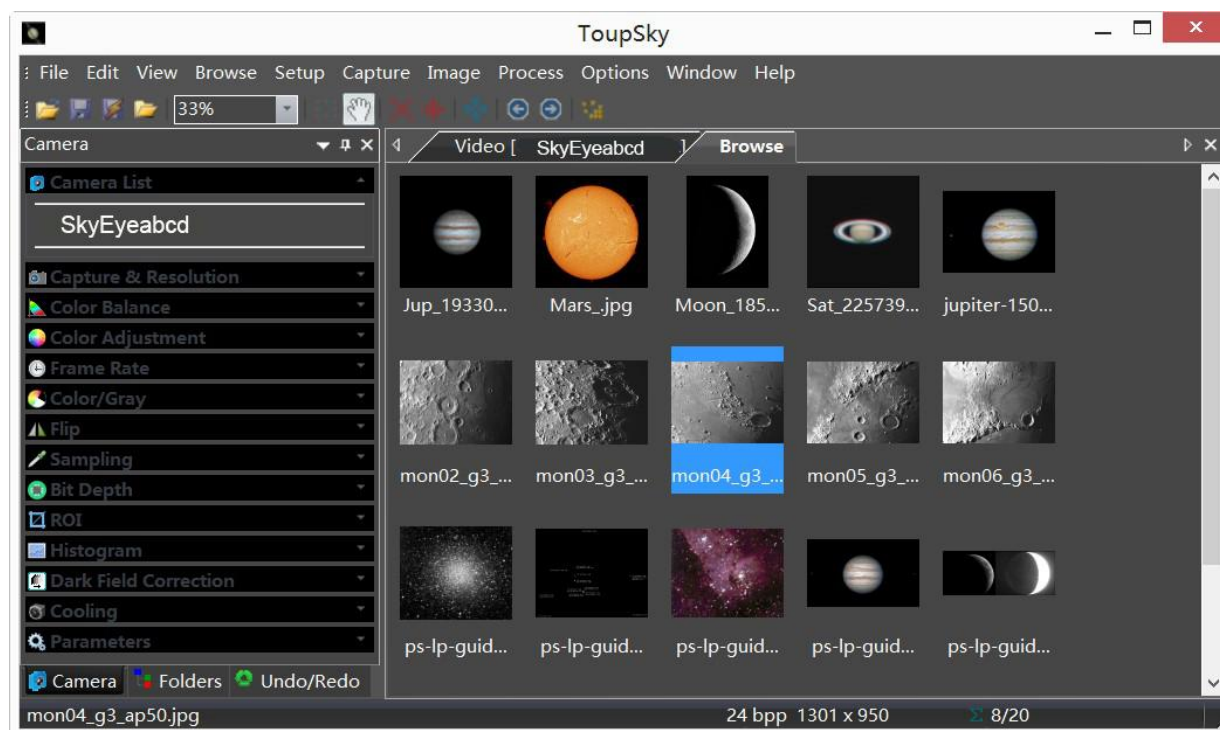 ToupSky
File Edit View Browse Setup Capture Image Process Options Window Help
33%
Camera
Video [ SkyEyeabcd ] Browse
Camera List
SkyEyeabcd
Capture & Resolution
Color Balance
Color Adjustment
Frame Rate
Color/Gray
Flip
Sampling
Bit Depth
ROI
Histogram
Dark Field Correction
Cooling
Parameters
Camera Folders Undo/Redo
Jup_19330... Mars_.jpg Moon_185... Sat_225739... jupiter-150...
mon02_g3_... mon03_g3_... mon04_g3_... mon05_g3_... mon06_g3_...
ps-lp-guid... ps-lp-guid... ps-lp-guid... ps-lp-guid... ps-lp-guid...
mon04_g3_ap50.jpg 24 bpp 1301 x 950 Σ 8/20